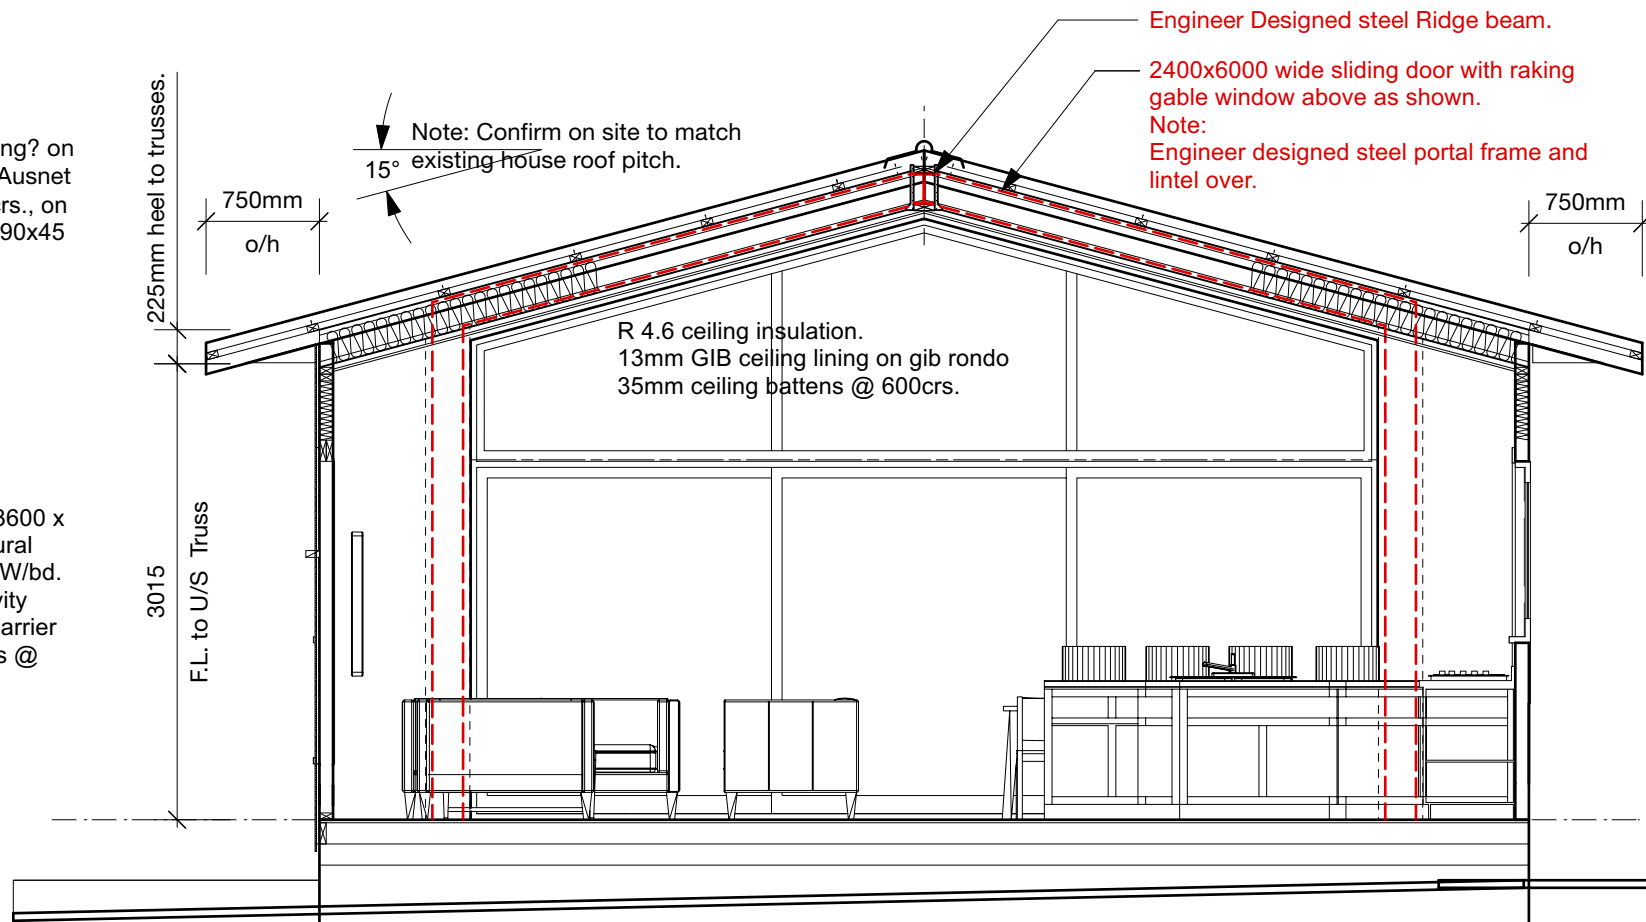 Engineer Designed steel Ridge beam.
2400x6000 wide sliding door with raking
gable window above as shown.
Note:
Engineer designed steel portal frame and
lintel over.
225mm heel to trusses.
ng? on
Ausnet
rs., on
90x45
750mm
o/h
15°
Note: Confirm on site to match
existing house roof pitch.
750mm
o/h
R 4.6 ceiling insulation.
13mm GIB ceiling lining on gib rondo
35mm ceiling battens @ 600crs.
3600 x
ural
W/bd.
vity
arrier
s @
3015
F.L. to U/S Truss